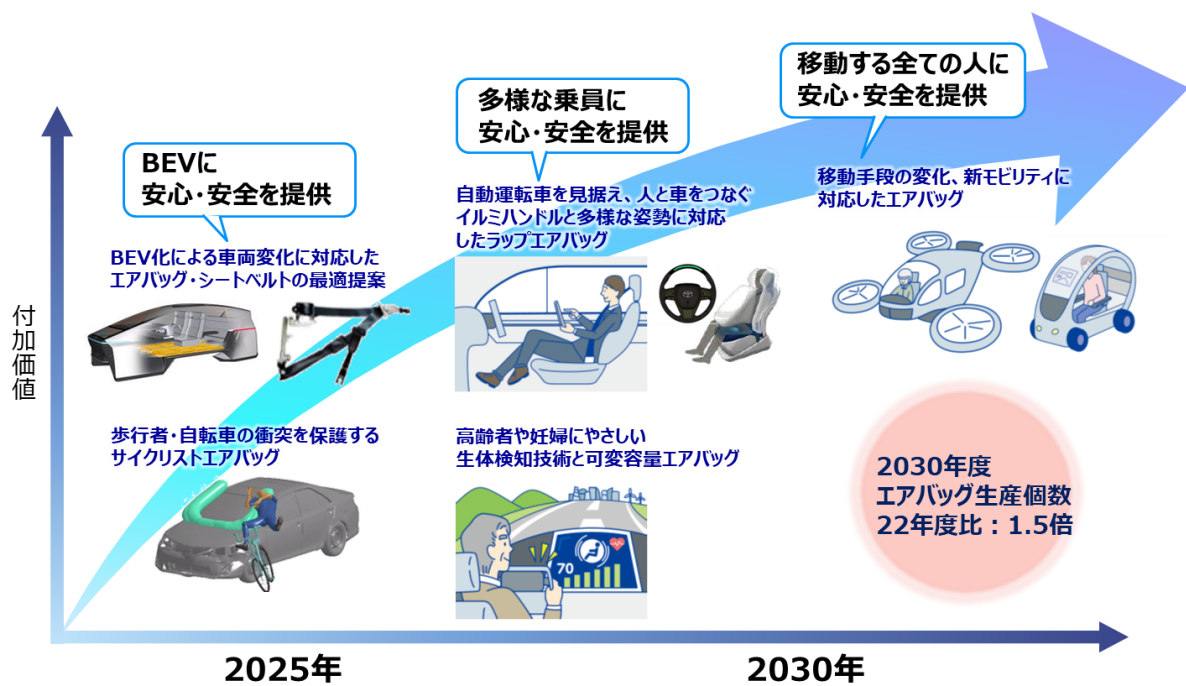 移動する全ての人に
安心・安全を提供
多様な乗員に
安心・安全を提供
BEVに
安心・安全を提供
移動手段の変化、新モビリティに
対応したエアバッグ
自動運転車を見据え、人と車をつなぐ
イルミハンドルと多様な姿勢に対応
したラップエアバッグ
BEV化による車両変化に対応した
エアバッグ・シートベルトの最適提案
付加価値
歩行者・自転車の衝突を保護する
サイクリストエアバッグ
高齢者や妊婦にやさしい
生体検知技術と可変容量エアバッグ
70
2030年度
エアバッグ生産個数
22年度比：1.5倍
2025年
2030年